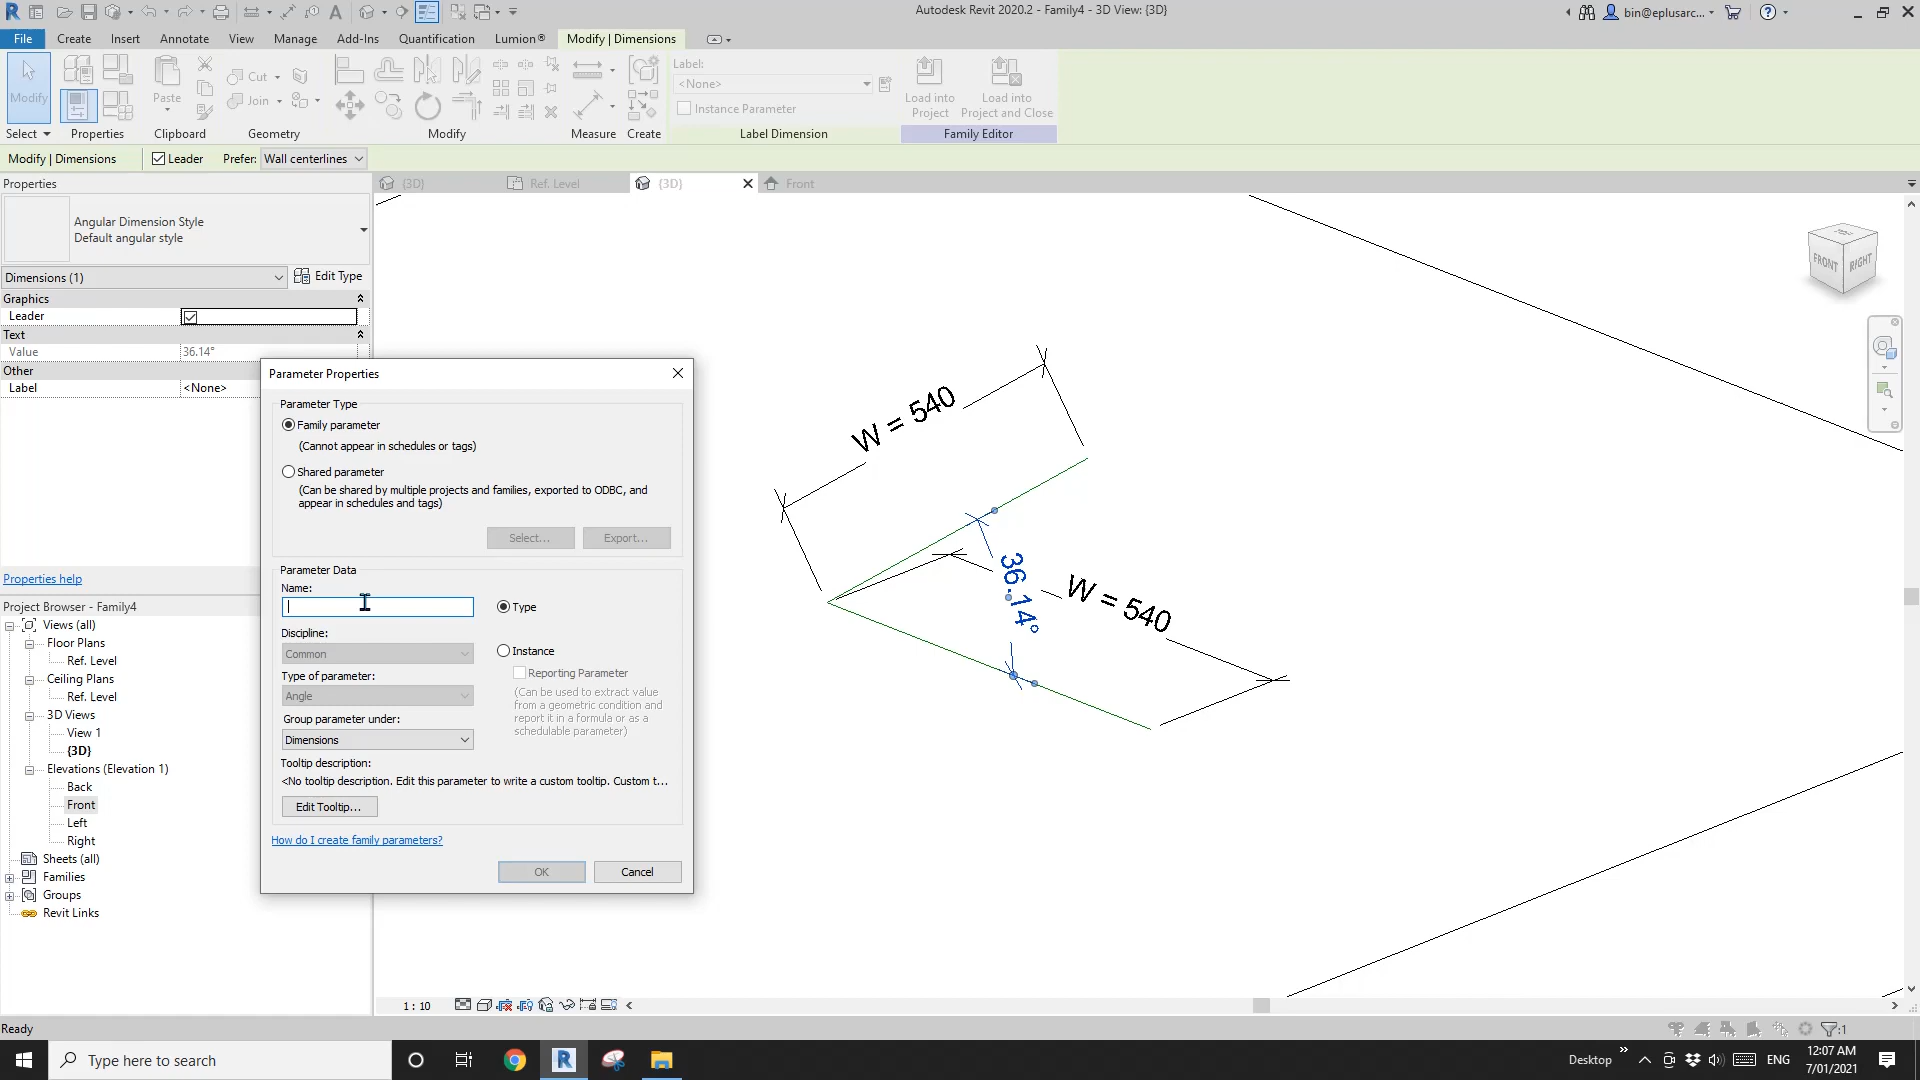 Autodesk Revit 2020.2 - Family4 - 3D View: {3D}
bin@eplusarc...
File
Create
Insert
Annotate
View
Manage
Add-Ins
Quantification
Lumion®
Modify | Dimensions
Modify
Paste
Cut
Join
Label:
<None>
Instance Parameter
Load into
Project
Load into
Project and Close
Select
Properties
Clipboard
Geometry
Modify
Measure
Create
Label Dimension
Family Editor
Modify | Dimensions
Leader
Prefer:
Wall centerlines
Properties
{3D}
Ref. Level
{3D}
Front
Angular Dimension Style
Default angular style
Dimensions (1)
Edit Type
Graphics
Leader
Text
Value
36.14°
Other
Label
<None>
Properties help
Project Browser - Family4
Views (all)
Floor Plans
Ref. Level
Ceiling Plans
Ref. Level
3D Views
View 1
{3D}
Elevations (Elevation 1)
Back
Front
Left
Right
Sheets (all)
Families
Groups
Revit Links
Parameter Properties
Parameter Type
Family parameter
(Cannot appear in schedules or tags)
Shared parameter
(Can be shared by multiple projects and families, exported to ODBC, and
appear in schedules and tags)
Select...
Export...
Parameter Data
Name:
Type
Discipline:
Common
Instance
Type of parameter:
Reporting Parameter
Angle
(Can be used to extract value
from a geometric condition and
report it in a formula or as a
schedulable parameter)
Group parameter under:
Dimensions
Tooltip description:
<No tooltip description. Edit this parameter to write a custom tooltip. Custom t...
Edit Tooltip...
How do I create family parameters?
OK
Cancel
W = 540
36.14°
W = 540
TOP
FRONT
RIGHT
1 : 10
Ready
:1
Type here to search
Desktop
ENG
12:07 AM
7/01/2021